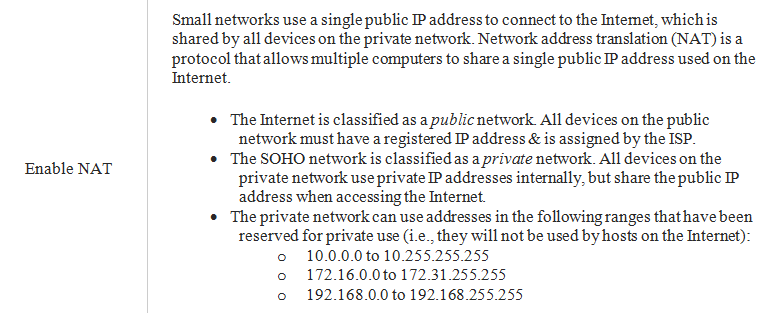 Small networks use a single public IP address to connect to the Internet, which is
shared by all devices on the private network. Network address translation (NAT) is a
protocol that allows multiple computers to share a single public IP address used on the
Internet.
• The Internet is classified as a public network. All devices on the public
network must have a registered IP address & is assigned by the ISP.
• The SOHO network is classified as a private network. All devices on the
private network use private IP addresses internally, but share the public IP
address when accessing the Internet.
• The private network can use addresses in the following ranges that have been
reserved for private use (i.e., they will not be used by hosts on the Internet):
o 10.0.0.0 to 10.255.255.255
o 172.16.0.0 to 172.31.255.255
o 192.168.0.0 to 192.168.255.255
Enable NAT